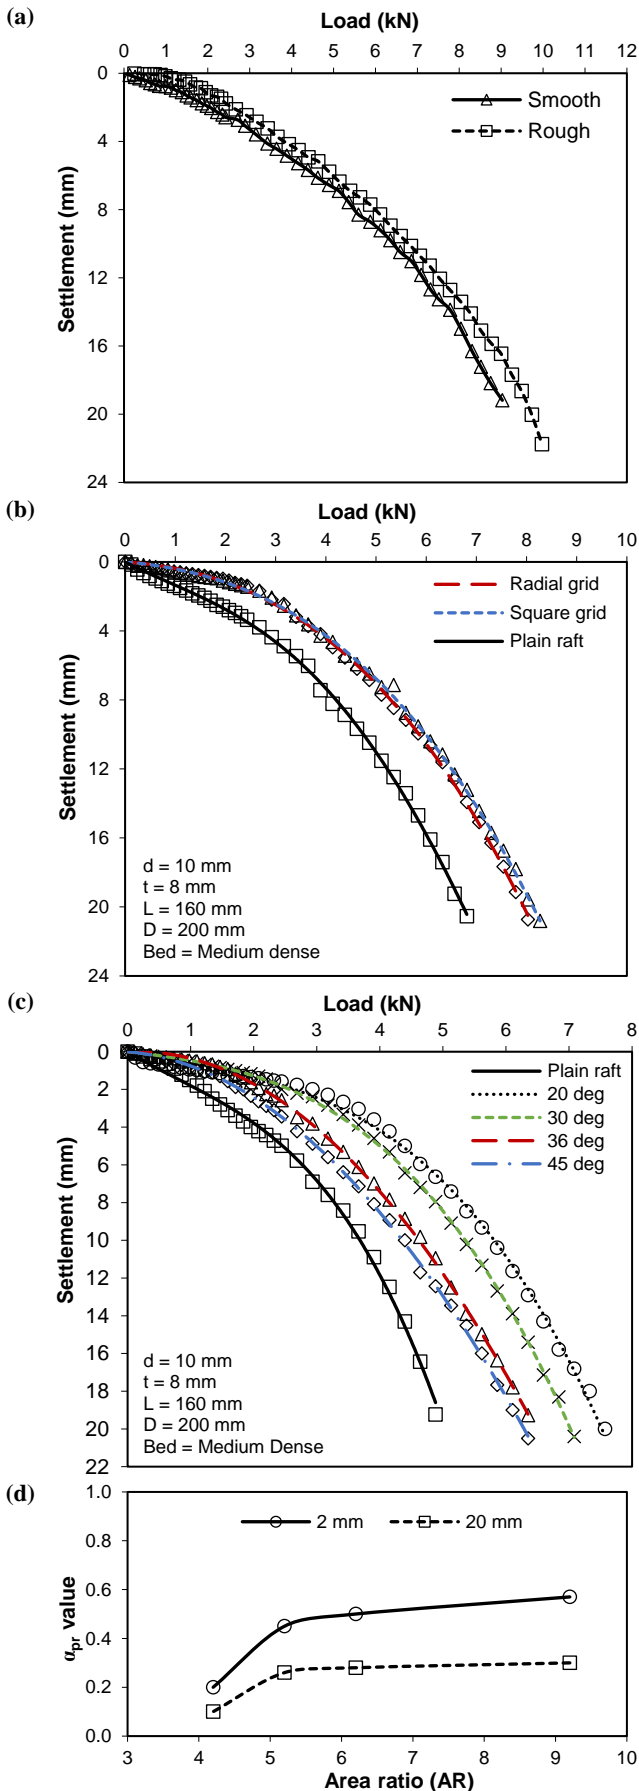 (a)
Load (kN)
0 1 2 3 4 5 6 7 8 9 10 11 12
0
4
8
12
16
20
24
Settlement (mm)
Smooth
Rough
(b)
Load (kN)
0 1 2 3 4 5 6 7 8 9 10
0
4
8
12
16
20
24
Settlement (mm)
Radial grid
Square grid
Plain raft
d = 10 mm
t = 8 mm
L = 160 mm
D = 200 mm
Bed = Medium dense
(c)
Load (kN)
0 1 2 3 4 5 6 7 8
0
2
4
6
8
10
12
14
16
18
20
22
Settlement (mm)
Plain raft
20 deg
30 deg
36 deg
45 deg
d = 10 mm
t = 8 mm
L = 160 mm
D = 200 mm
Bed = Medium Dense
(d)
1.0
0.8
0.6
0.4
0.2
0.0
αpr value
2 mm
20 mm
3 4 5 6 7 8 9 10
Area ratio (AR)